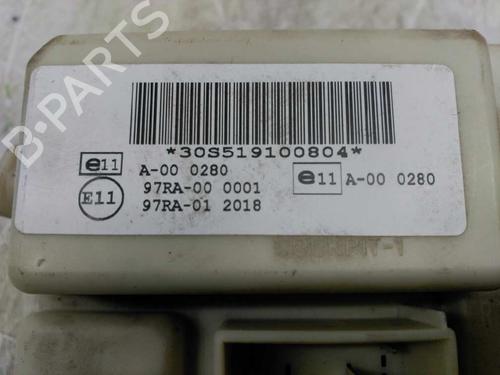 B-PARTS
*30S519100804*
e11 A-00 0280
E11 97RA-00 0001
97RA-01 2018
e11 A-00 0280